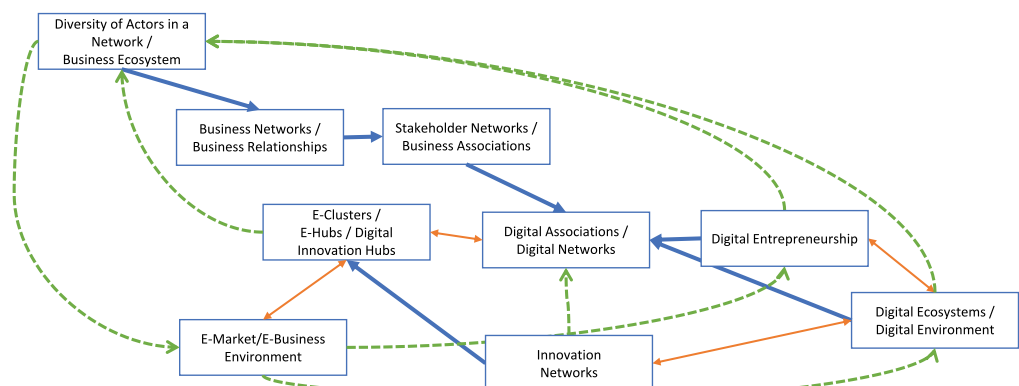 Diversity of Actors in a
Network /
Business Ecosystem
Business Networks /
Business Relationships
Stakeholder Networks /
Business Associations
E-Clusters /
E-Hubs / Digital
Innovation Hubs
Digital Associations /
Digital Networks
Digital Entrepreneurship
Digital Ecosystems /
Digital Environment
E-Market/E-Business
Environment
Innovation
Networks